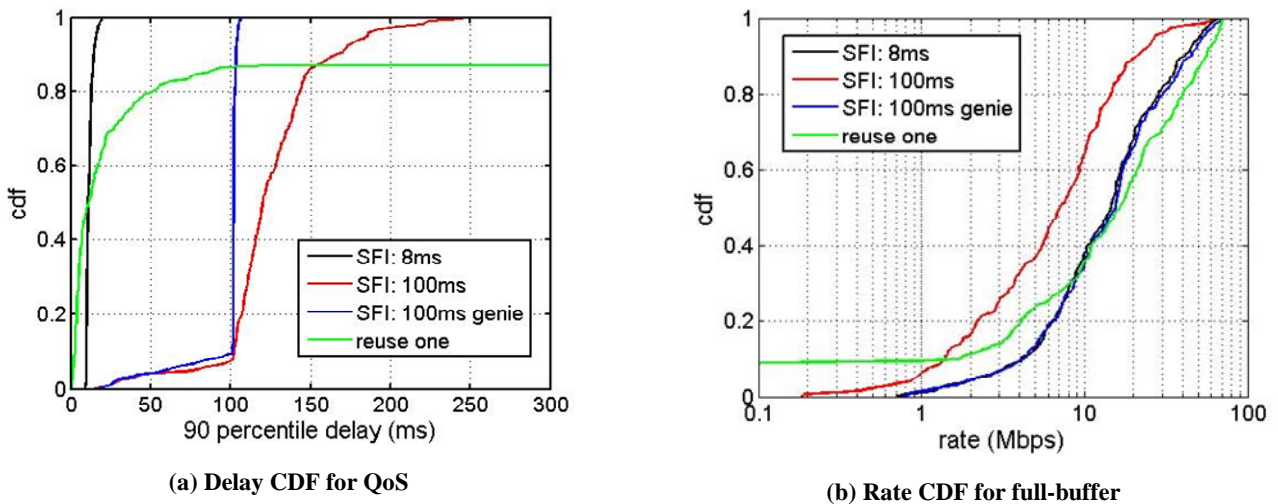 1
0.8
0.6
0.4
0.2
0
cdf
0 50 100 150 200 250 300
90 percentile delay (ms)
SFI: 8ms
SFI: 100ms
SFI: 100ms genie
reuse one
(a) Delay CDF for QoS
1
0.8
0.6
0.4
0.2
0
cdf
0.1 1 10 100
rate (Mbps)
SFI: 8ms
SFI: 100ms
SFI: 100ms genie
reuse one
(b) Rate CDF for full-buffer